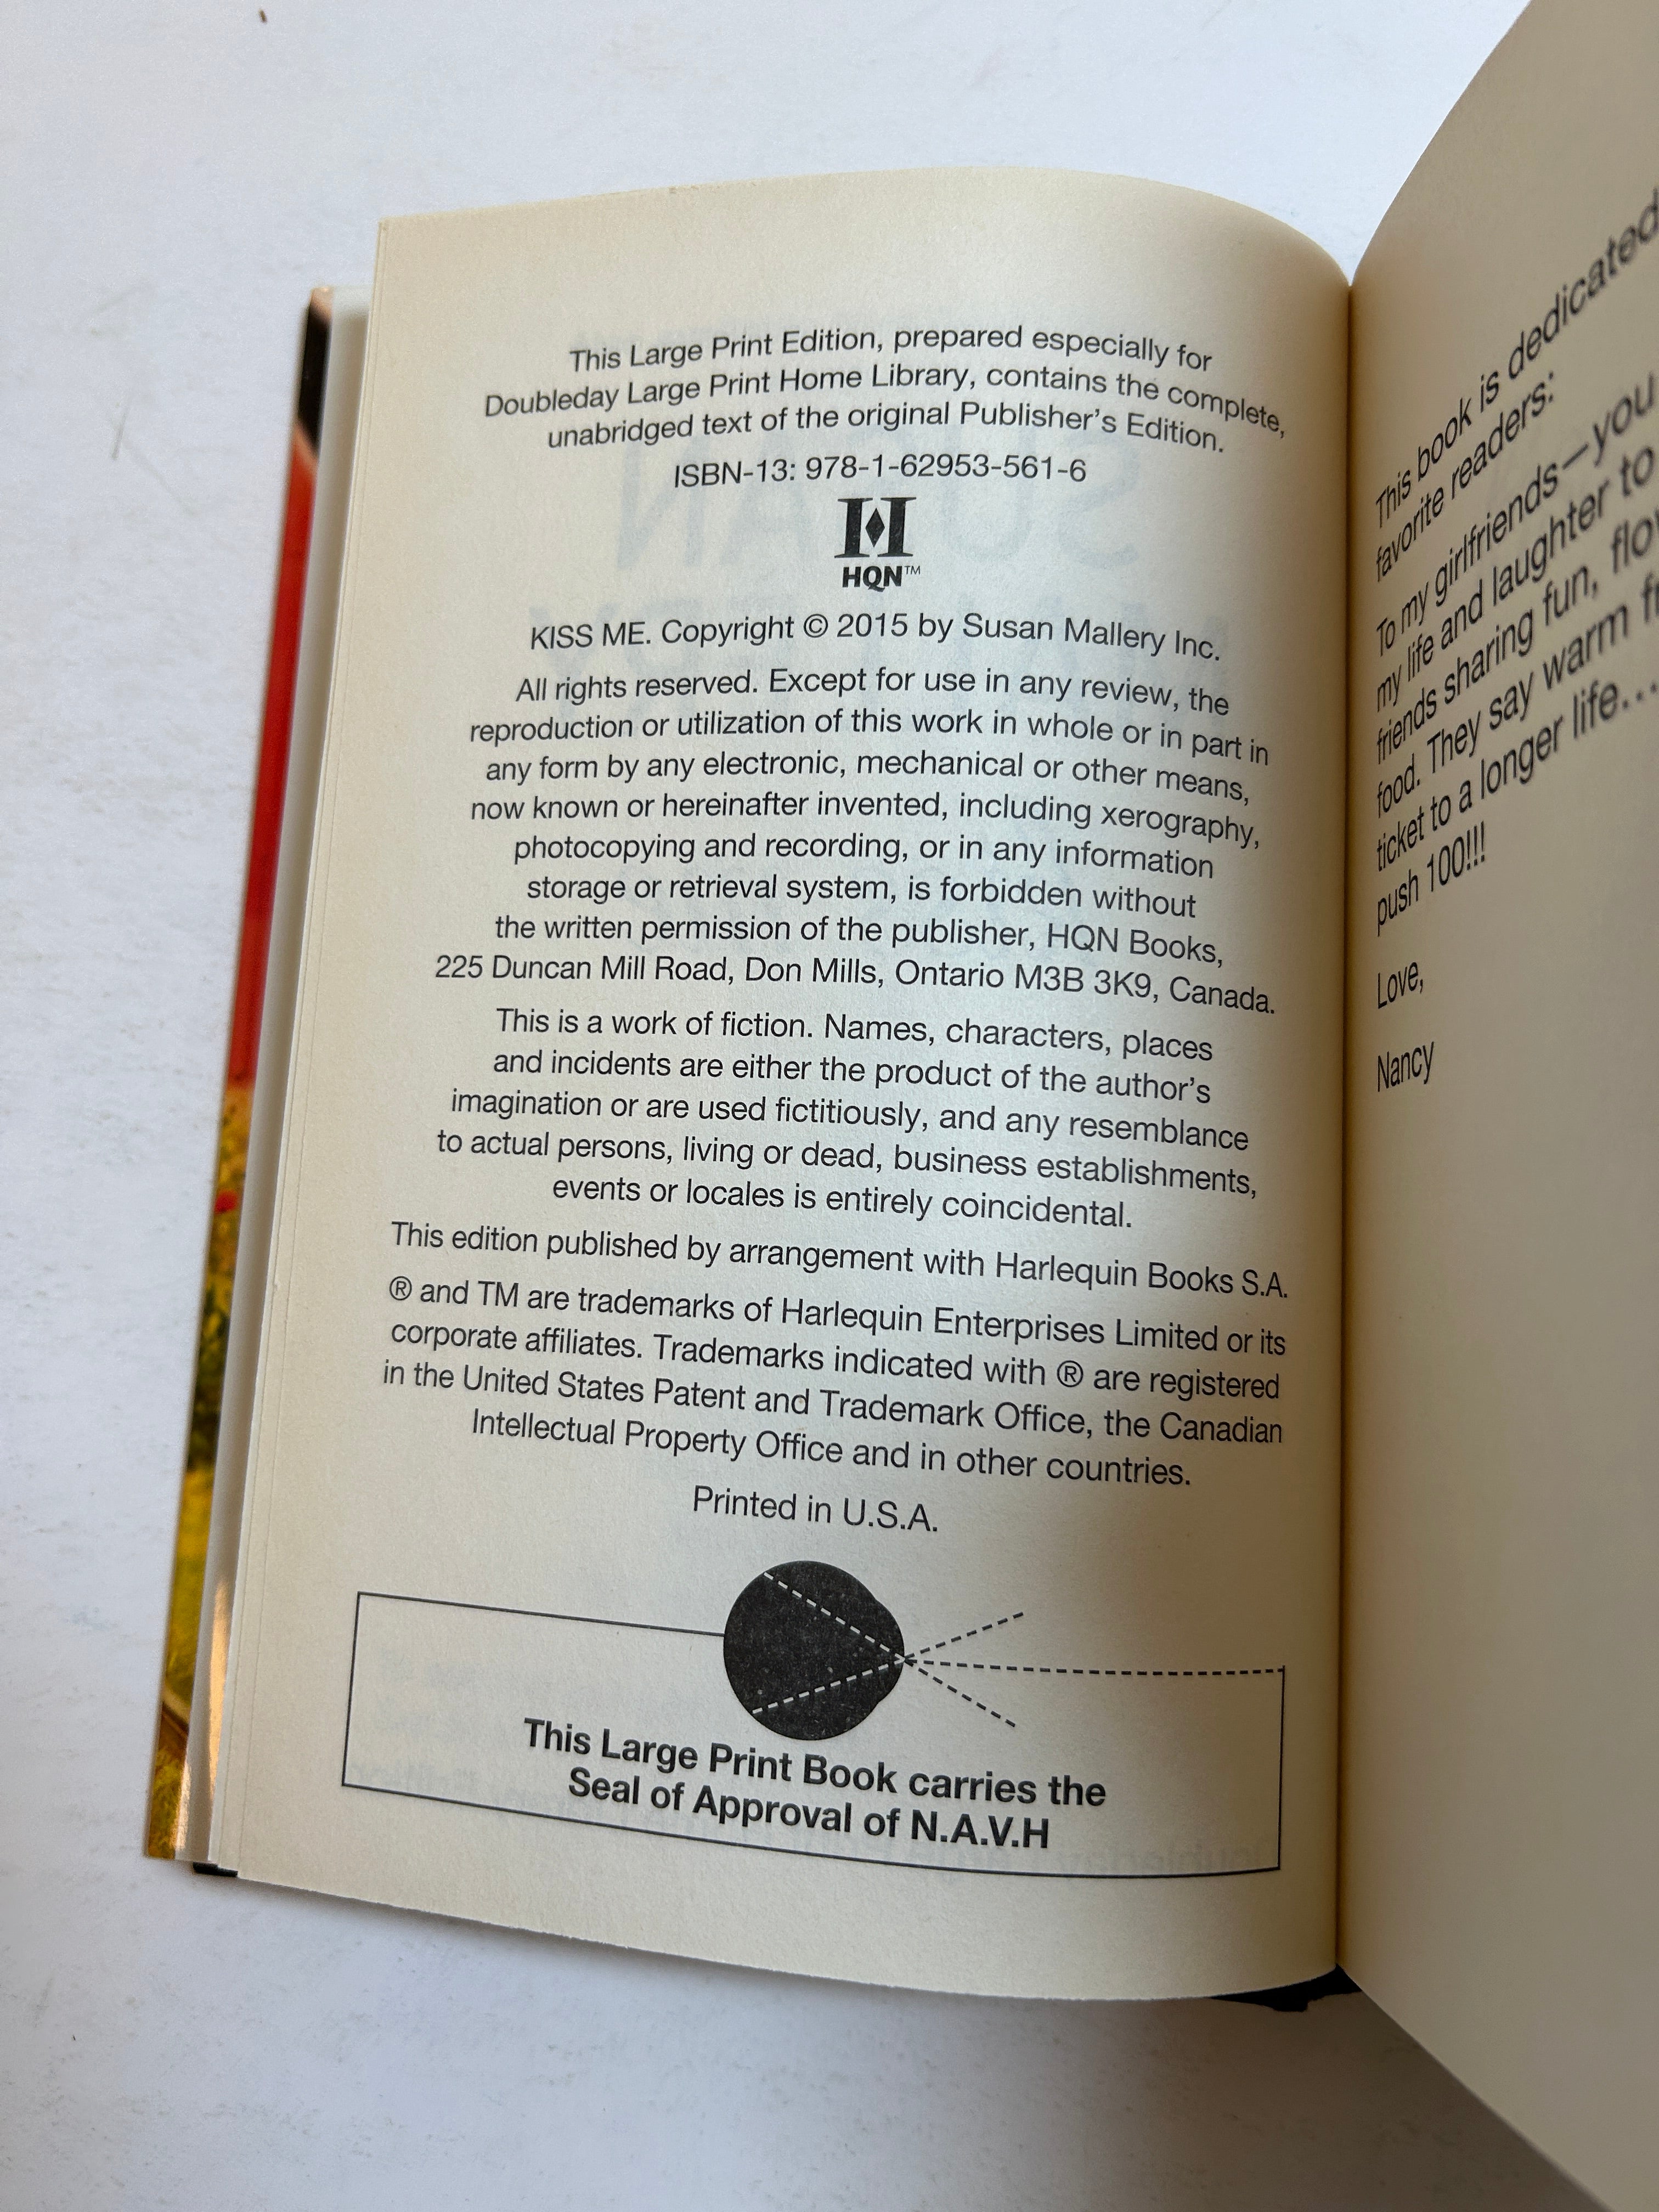 This Large Print Edition, prepared especially for
Doubleday Large Print Home Library, contains the complete,
unabridged text of the original Publisher's Edition.
ISBN-13: 978-1-62953-561-6
H
HQN™
KISS ME. Copyright © 2015 by Susan Mallery Inc.
All rights reserved. Except for use in any review, the
reproduction or utilization of this work in whole or in part in
any form by any electronic, mechanical or other means,
now known or hereinafter invented, including xerography,
photocopying and recording, or in any information
storage or retrieval system, is forbidden without
the written permission of the publisher, HQN Books,
225 Duncan Mill Road, Don Mills, Ontario M3B 3K9, Canada.
This is a work of fiction. Names, characters, places
and incidents are either the product of the author's
imagination or are used fictitiously, and any resemblance
to actual persons, living or dead, business establishments,
events or locales is entirely coincidental.
This edition published by arrangement with Harlequin Books S.A.
® and TM are trademarks of Harlequin Enterprises Limited or its
corporate affiliates. Trademarks indicated with ® are registered
in the United States Patent and Trademark Office, the Canadian
Intellectual Property Office and in other countries.
Printed in U.S.A.
This Large Print Book carries the
Seal of Approval of N.A.V.H
This book is dedicated
favorite readers:
To my girlfriends—you
my life and laughter to
friends sharing fun,
food. They say warm
ticket to a longer life...
push 100!!!
Love,
Nancy